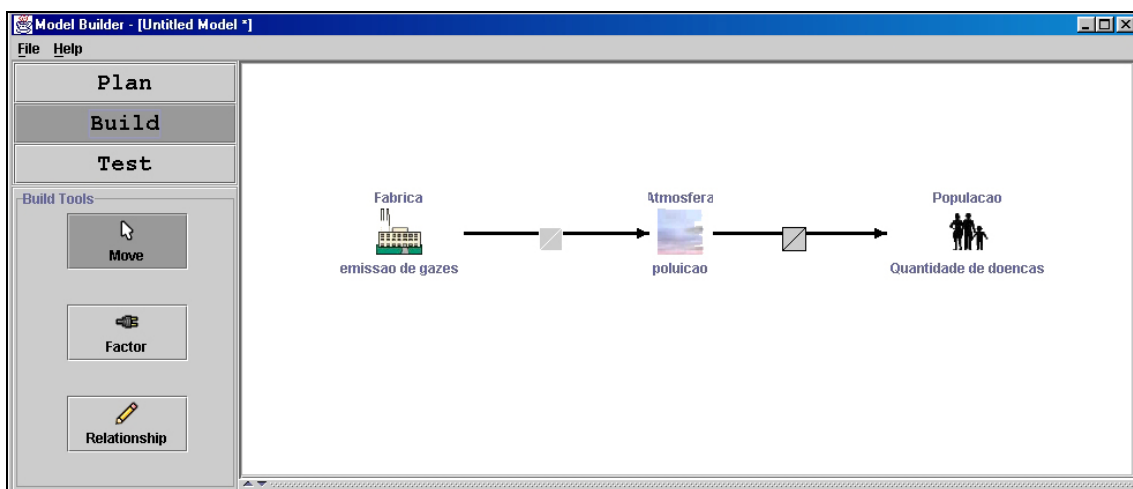 Model Builder - [Untitled Model *]
File Help
Plan
Build
Test
Build Tools
Move
Factor
Relationship
Fabrica
emissao de gazes
Atmosfera
poluicao
Populacao
Quantidade de doencas